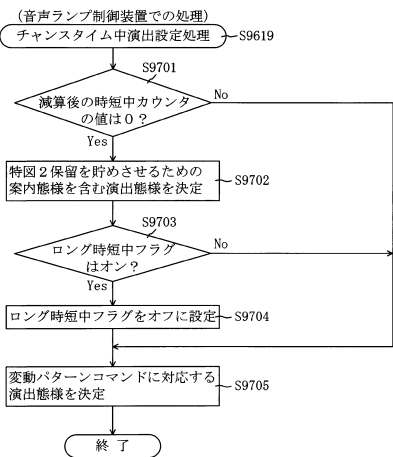 (音声ランプ制御装置での処理)
チャンスタイム中演出設定処理
S9619
S9701
減算後の時短中カウンタ
の値は0?
No
Yes
特図2保留を貯めさせるための
案内態様を含む演出態様を決定
S9702
S9703
ロング時短中フラグ
はオン?
No
Yes
ロング時短中フラグをオフに設定
S9704
変動パターンコマンドに対応する
演出態様を決定
S9705
終了